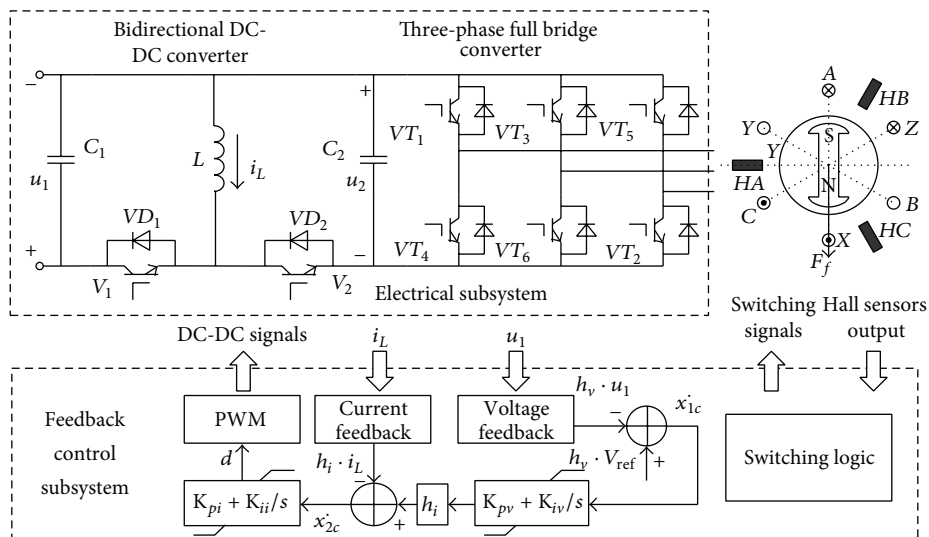 Bidirectional DC-
DC converter
Three-phase full bridge
converter
−
+
A
HB
VT1
VT3
VT5
Y
S
Z
C1
L
iL
C2
Y
u1
u2
HA
N
C
B
VD1
VD2
+
−
VT4
VT6
VT2
X
HC
Ff
V1
V2
Electrical subsystem
DC-DC signals
iL
u1
Switching
signals
Hall sensors
output
hv · u1
Feedback
control
subsystem
PWM
Current
feedback
Voltage
feedback
−
ẋ1c
+
d
hi · iL
−
hv · Vref
Switching logic
Kpi + Kii/s
ẋ2c
+
hi
Kpv + Kiv/s